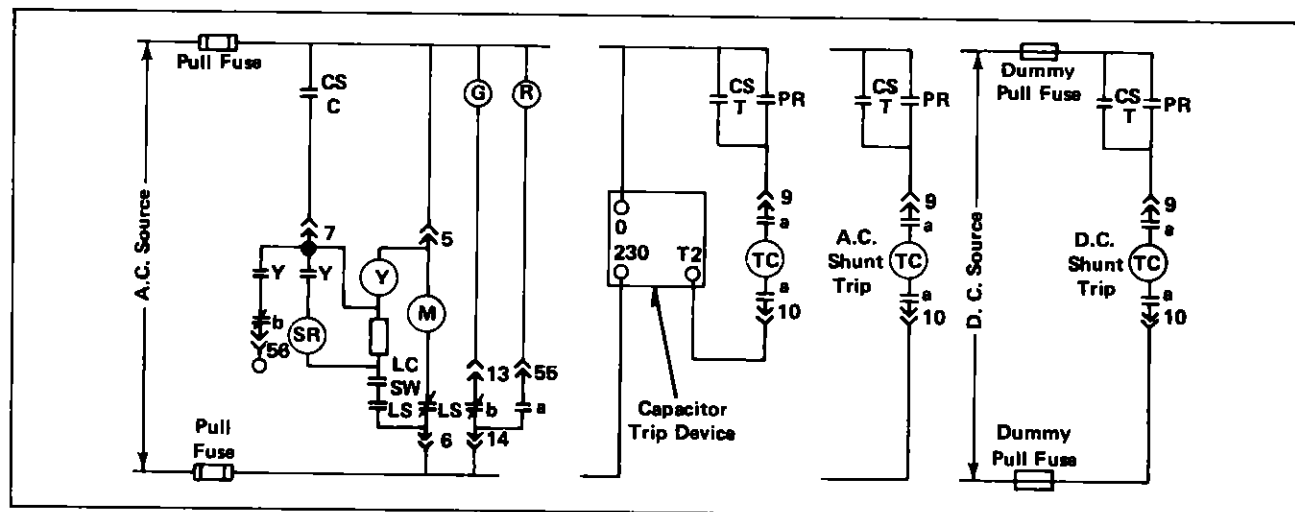 Pull Fuse
A.C. Source
CS
C
7
5
Y
Y
Y
b
56
SR
M
LC
SW
LS
LS
b
a
6
14
13
55
G
R
Pull
Fuse
0
230
T2
CS
T
PR
9
a
TC
a
10
Capacitor
Trip Device
CS
T
PR
9
a
A.C.
Shunt
Trip
TC
a
10
D. C. Source
Dummy
Pull Fuse
CS
T
PR
9
a
D.C.
Shunt
Trip
TC
a
10
Dummy
Pull Fuse